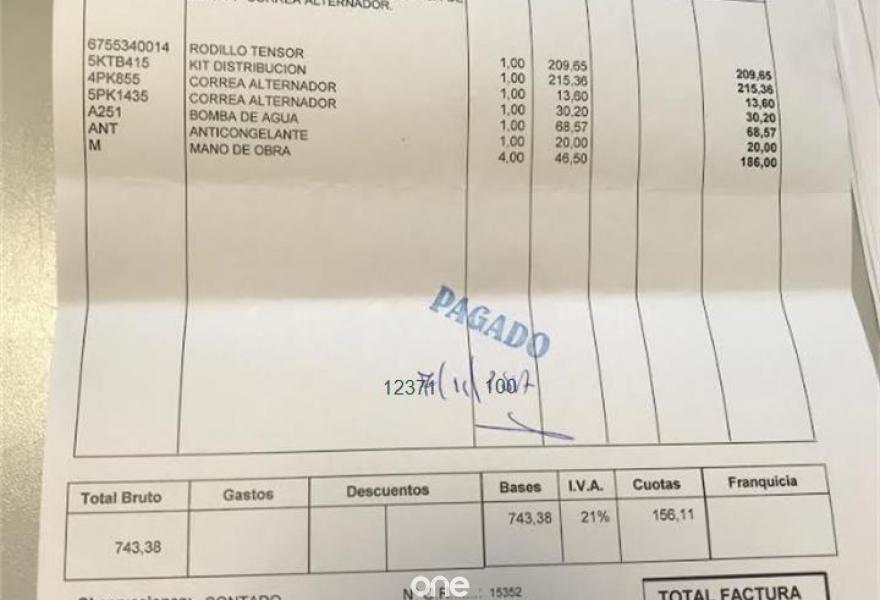 CORREA ALTERNADOR.
6755340014 RODILLO TENSOR 1,00 209,65 209,65
5KTB415 KIT DISTRIBUCION 1,00 215,36 215,36
4PK855 CORREA ALTERNADOR 1,00 13,60 13,60
5PK1435 CORREA ALTERNADOR 1,00 30,20 30,20
A251 BOMBA DE AGUA 1,00 68,57 68,57
ANT ANTICONGELANTE 1,00 20,00 20,00
M MANO DE OBRA 4,00 46,50 186,00
PAGADO
Total Bruto Gastos Descuentos Bases I.V.A. Cuotas Franquicia
743,38 743,38 21% 156,11
CONTADO
15352
TOTAL FACTURA
one